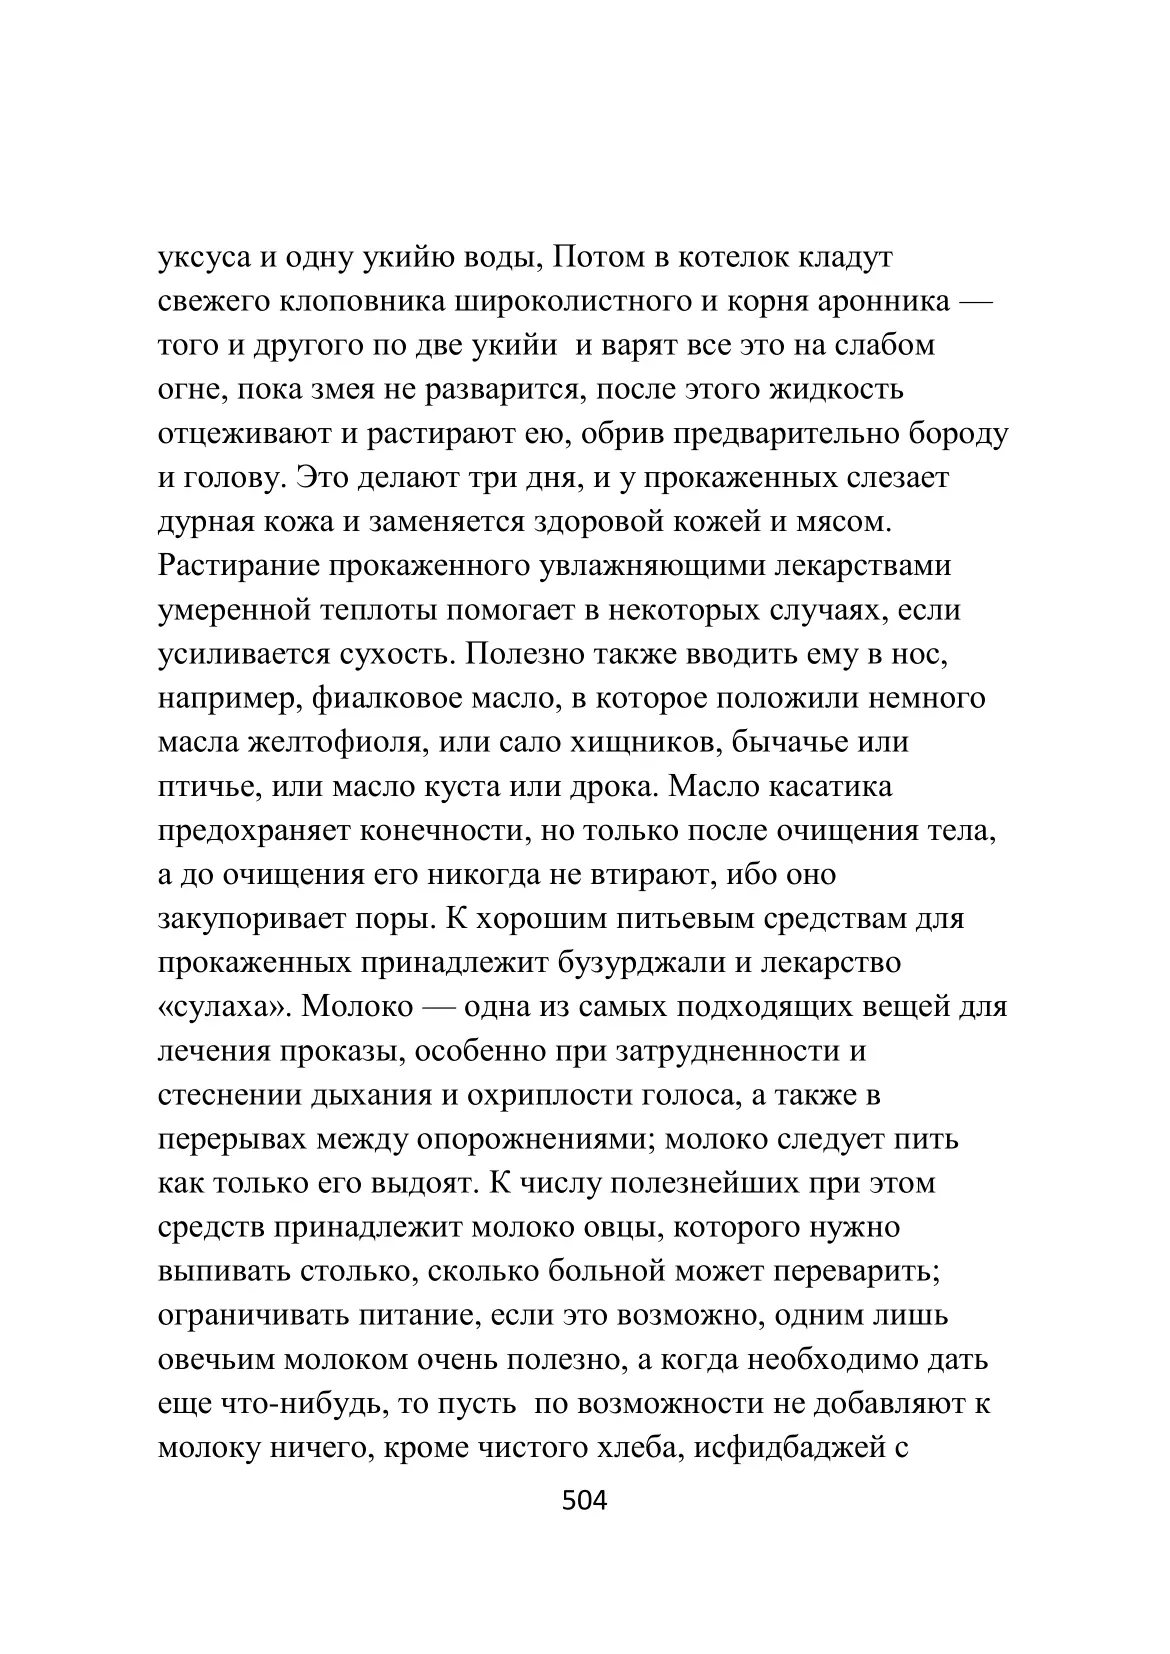 уксуса и одну укийю воды, Потом в котелок кладут
свежего клоповника широколистного и корня аронника —
того и другого по две укийи  и варят все это на слабом
огне, пока змея не разварится, после этого жидкость
отцеживают и растирают ею, обрив предварительно бороду
и голову. Это делают три дня, и у прокаженных слезает
дурная кожа и заменяется здоровой кожей и мясом.
Растирание прокаженного увлажняющими лекарствами
умеренной теплоты помогает в некоторых случаях, если
усиливается сухость. Полезно также вводить ему в нос,
например, фиалковое масло, в которое положили немного
масла желтофиоля, или сало хищников, бычачье или
птичье, или масло куста или дрока. Масло касатика
предохраняет конечности, но только после очищения тела,
а до очищения его никогда не втирают, ибо оно
закупоривает поры. К хорошим питьевым средствам для
прокаженных принадлежит бузурджали и лекарство
«сулаха». Молоко — одна из самых подходящих вещей для
лечения проказы, особенно при затрудненности и
стеснении дыхания и охриплости голоса, а также в
перерывах между опорожнениями; молоко следует пить
как только его выдоят. К числу полезнейших при этом
средств принадлежит молоко овцы, которого нужно
выпивать столько, сколько больной может переварить;
ограничивать питание, если это возможно, одним лишь
овечьим молоком очень полезно, а когда необходимо дать
еще что-нибудь, то пусть  по возможности не добавляют к
молоку ничего, кроме чистого хлеба, исфидбаджей с
504